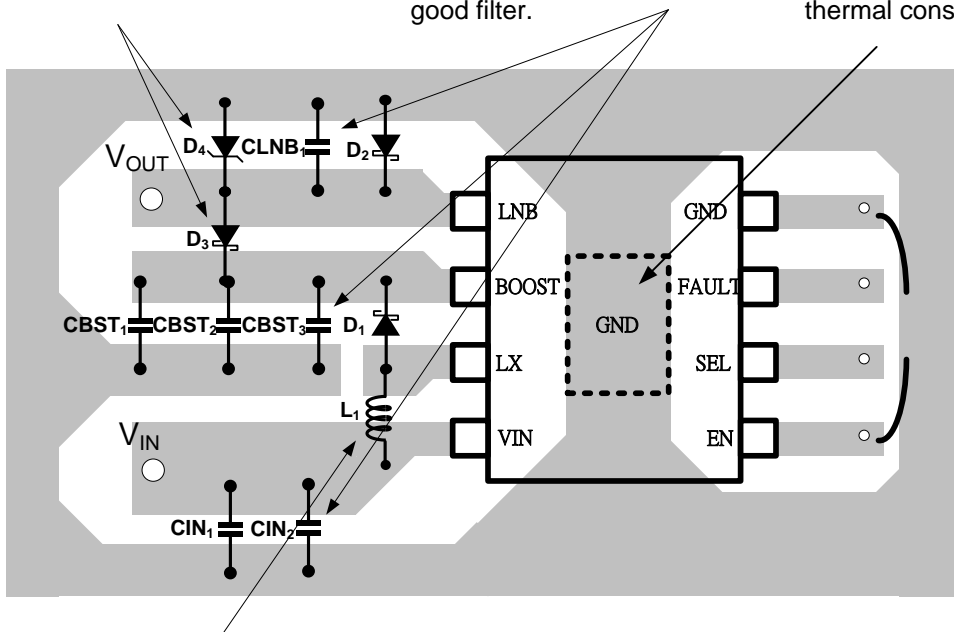 good filter.
thermal cons
D4
CLNB1
D2
VOUT
LNB
GND
D3
BOOST
FAULT
GND
CBST1
CBST2
CBST3
D1
LX
SEL
L1
VIN
VIN
EN
CIN1
CIN2